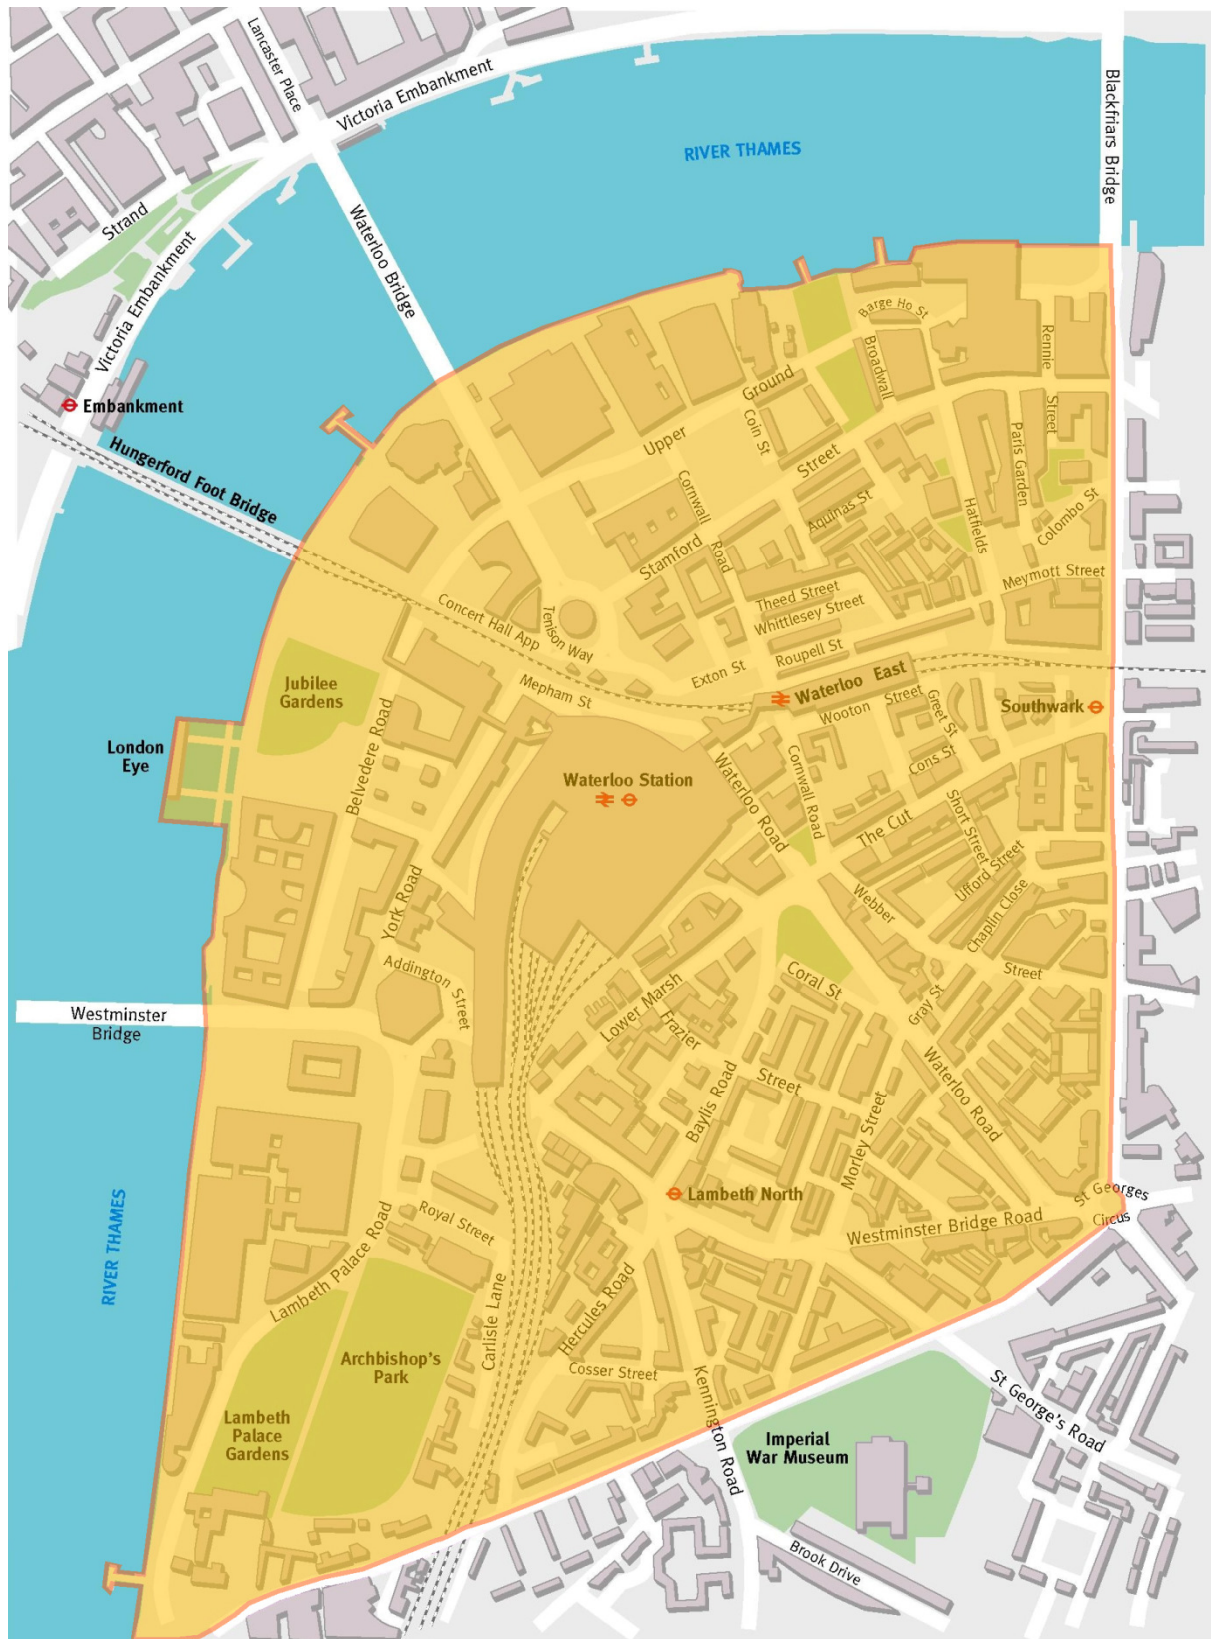 Lancaster Place
Victoria Embankment
Blackfriars Bridge
RIVER THAMES
Strand
Waterloo Bridge
Victoria Embankment
Barge Ho St
Rennie
Street
Broadwall
Ground
Upper
Coin St
Embankment
Hungerford Foot Bridge
Street
Stamford
Paris Garden
Cornwall
Road
Aquinas St
Hatfields
Colombo St
Meymott Street
Theed Street
Whittlesey Street
Concert Hall App
Tenison Way
Roupell St
Exton St
Mepham St
Waterloo East
Wooton Street
Greet St
Southwark
Jubilee
Gardens
Belvedere Road
London
Eye
Waterloo Station
Waterloo Road
Cornwall Road
Cons St
The Cut
Short Street
Ufford Street
Chaplin Close
Webber
Street
York Road
Addington Street
Lower Marsh
Coral St
Gray St
Frazier
Street
Westminster
Bridge
Baylis Road
Waterloo Road
Morley Street
Lambeth North
St Georges
Circus
Westminster Bridge Road
RIVER THAMES
Royal Street
Lambeth Palace Road
Carlisle Lane
Hercules Road
Cosser Street
Archbishop's
Park
Kennington Road
St George's Road
Lambeth
Palace
Gardens
Imperial
War Museum
Brook Drive